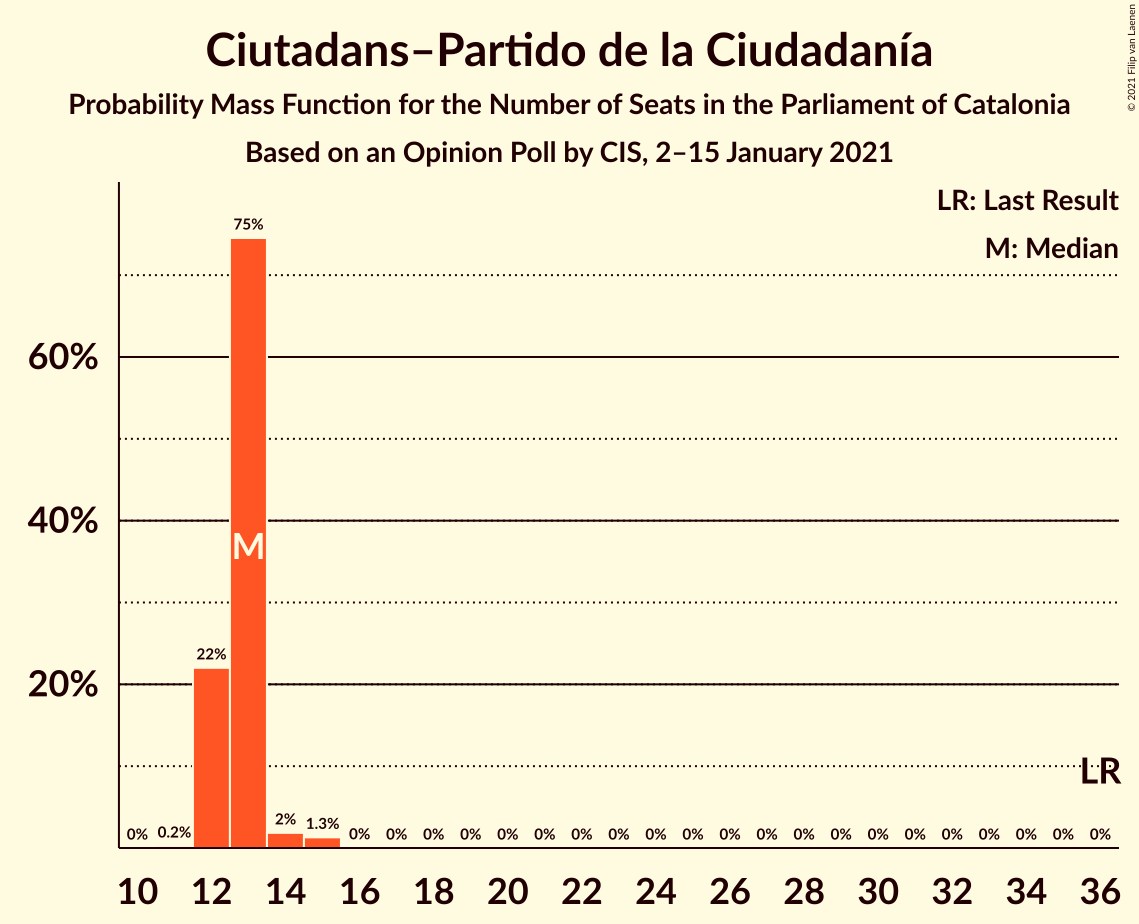 Ciutadans–Partido de la Ciudadanía
Probability Mass Function for the Number of Seats in the Parliament of Catalonia
Based on an Opinion Poll by CIS, 2–15 January 2021
© 2021 Filip van Laenen
LR: Last Result
M: Median
75%
60%
40%
M
22%
20%
LR
0% 0.2% 2% 1.3% 0% 0% 0% 0% 0% 0% 0% 0% 0% 0% 0% 0% 0% 0% 0% 0% 0% 0% 0% 0% 0%
10 12 14 16 18 20 22 24 26 28 30 32 34 36